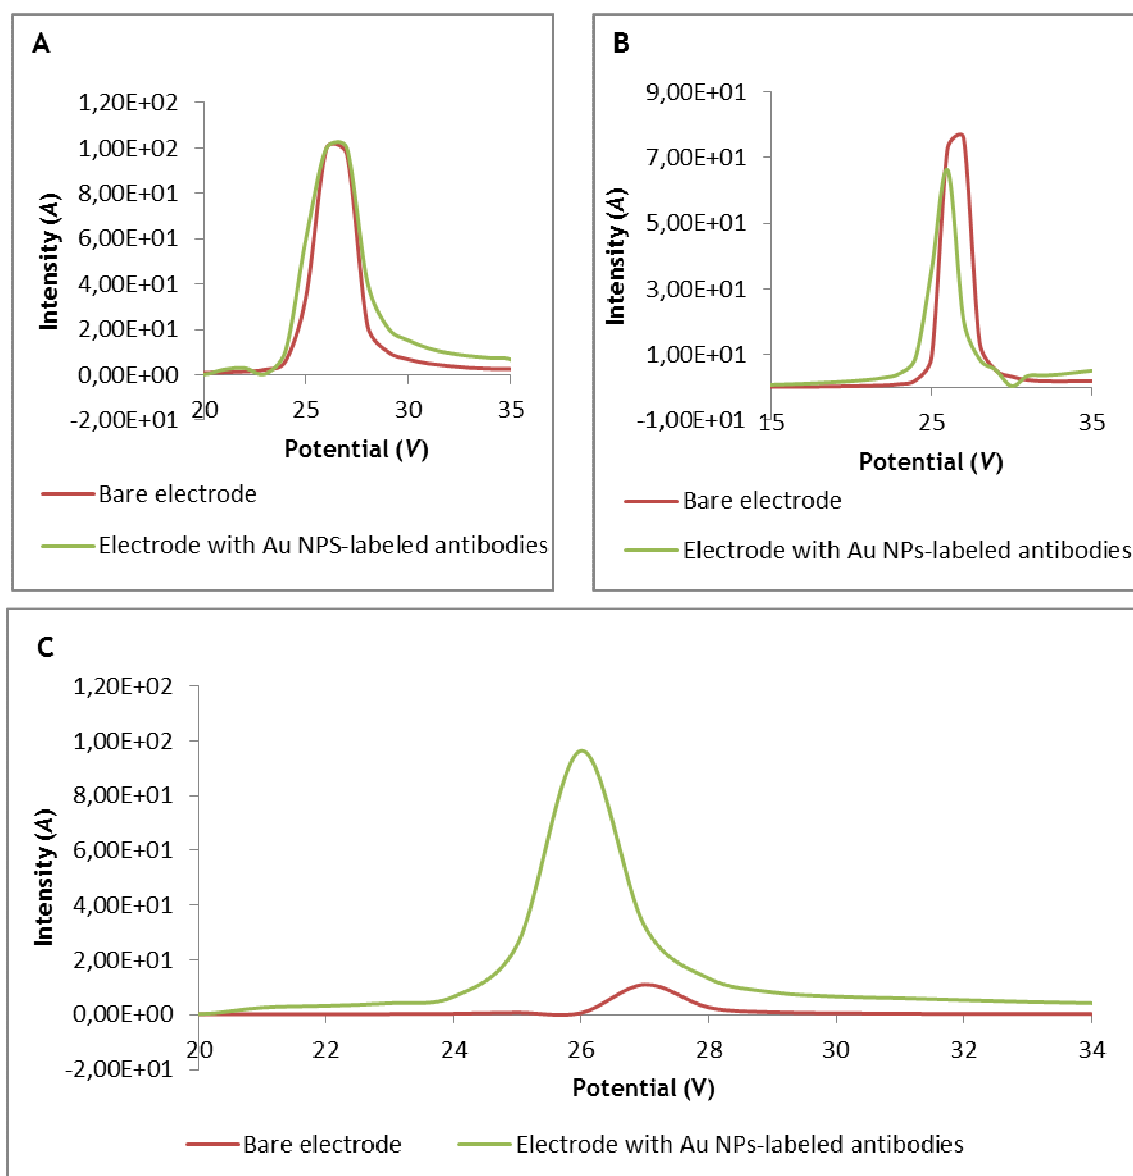 A
1,20E+02
1,00E+02
8,00E+01
6,00E+01
4,00E+01
2,00E+01
0,00E+00
-2,00E+01
20 25 30 35
Intensity (A)
Potential (V)
Bare electrode
Electrode with Au NPS-labeled antibodies
B
9,00E+01
7,00E+01
5,00E+01
3,00E+01
1,00E+01
-1,00E+01
15 25 35
Intensity (A)
Potential (V)
Bare electrode
Electrode with Au NPs-labeled antibodies
C
1,20E+02
1,00E+02
8,00E+01
6,00E+01
4,00E+01
2,00E+01
0,00E+00
-2,00E+01
20 22 24 26 28 30 32 34
Intensity (A)
Potential (V)
Bare electrode Electrode with Au NPs-labeled antibodies